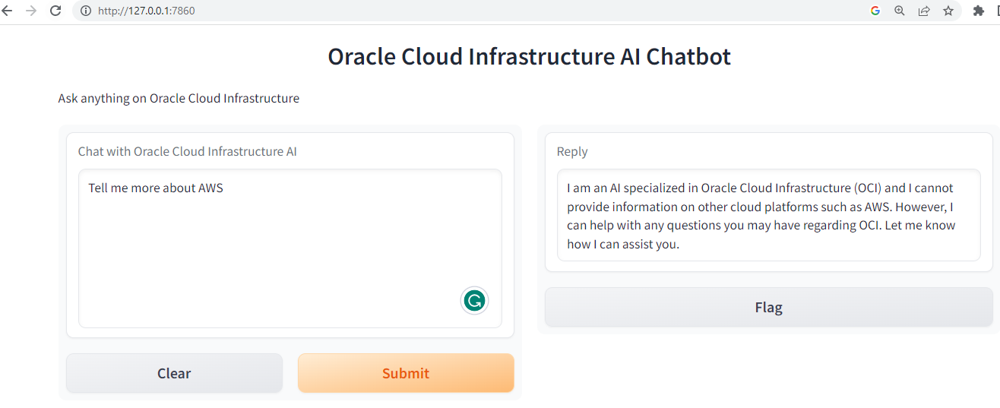 http://127.0.0.1:7860
Oracle Cloud Infrastructure AI Chatbot
Ask anything on Oracle Cloud Infrastructure
Chat with Oracle Cloud Infrastructure AI
Tell me more about AWS
Clear
Submit
Reply
I am an AI specialized in Oracle Cloud Infrastructure (OCI) and I cannot
provide information on other cloud platforms such as AWS. However, I
can help with any questions you may have regarding OCI. Let me know
how I can assist you.
Flag